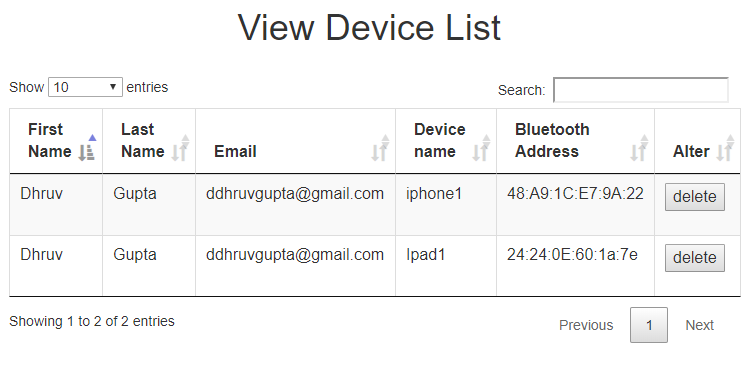 View Device List
Show 10 entries
Search:
First Name Last Name Email Device name Bluetooth Address Alter
Dhruv Gupta ddhruvgupta@gmail.com iphone1 48:A9:1C:E7:9A:22 delete
Dhruv Gupta ddhruvgupta@gmail.com Ipad1 24:24:0E:60:1a:7e delete
Showing 1 to 2 of 2 entries
Previous 1 Next